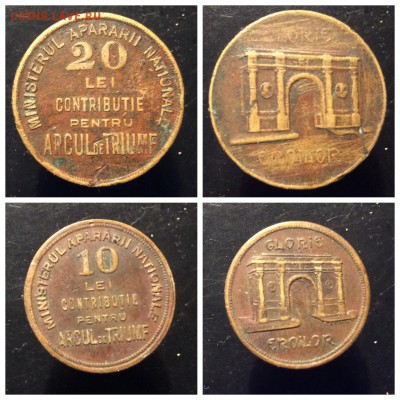 MINISTERUL APARARII NATIONALE
20
LEI
CONTRIBUTIE
PENTRU
ARCUL DE TRIUMF
GLORIE
EROILOR
MINISTERUL APARARII NATIONALE
10
LEI
CONTRIBUTIE
PENTRU
ARCUL DE TRIUMF
GLORIE
EROILOR